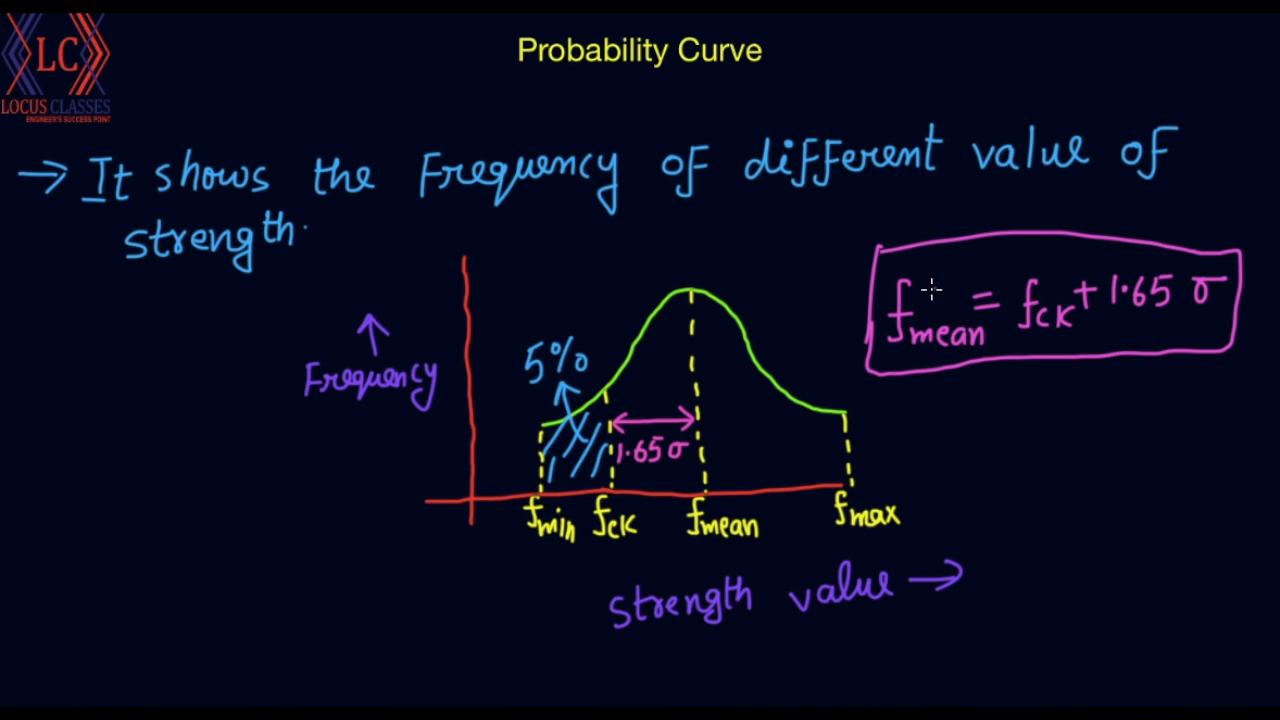 LC
LOCUS CLASSES
ENGINEER'S SUCCESS POINT
Probability Curve
→ It shows the Frequency of different value of
strength.
f mean = fck + 1.65 σ
↑
Frequency
5%
1.65σ
fmin fck fmean fmax
Strength value →